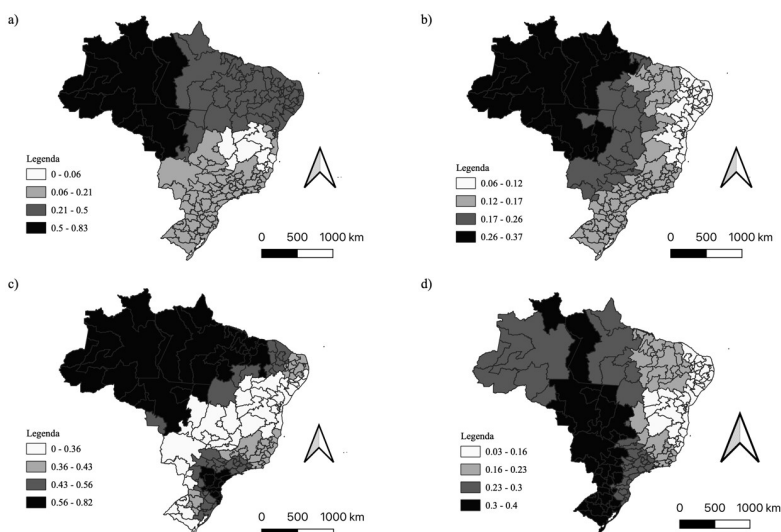 a)
Legenda
0 - 0.06
0.06 - 0.21
0.21 - 0.5
0.5 - 0.83
0 500 1000 km
b)
Legenda
0.06 - 0.12
0.12 - 0.17
0.17 - 0.26
0.26 - 0.37
0 500 1000 km
c)
Legenda
0 - 0.36
0.36 - 0.43
0.43 - 0.56
0.56 - 0.82
0 500 1000 km
d)
Legenda
0.03 - 0.16
0.16 - 0.23
0.23 - 0.3
0.3 - 0.4
0 500 1000 km